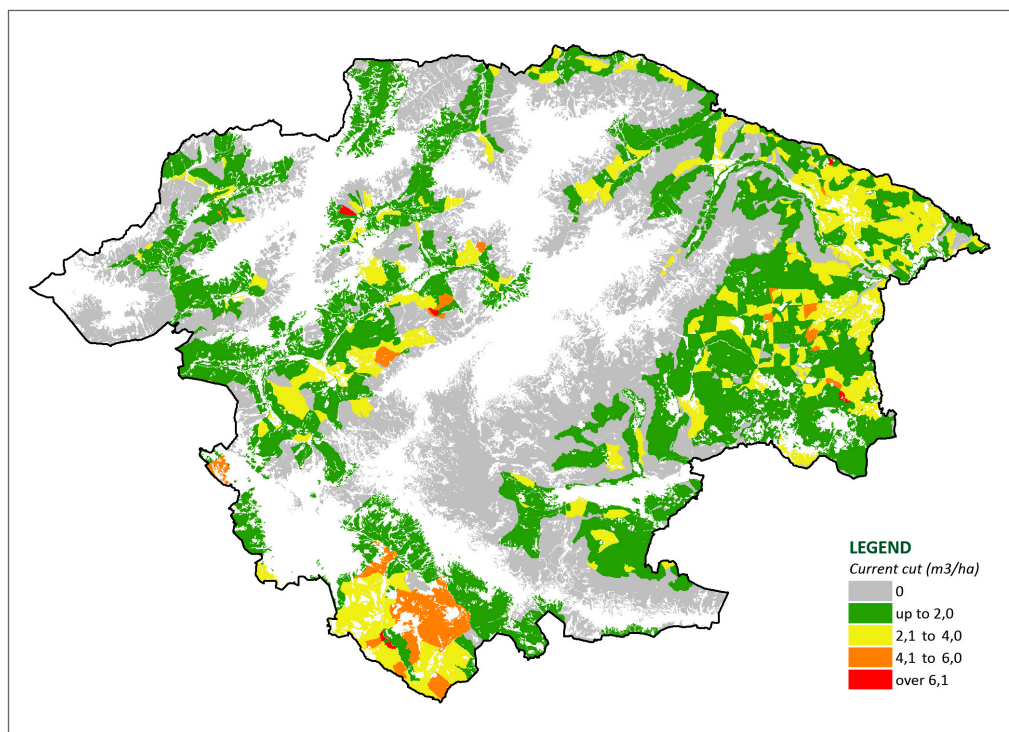 LEGEND
Current cut (m3/ha)
0
up to 2,0
2,1 to 4,0
4,1 to 6,0
over 6,1